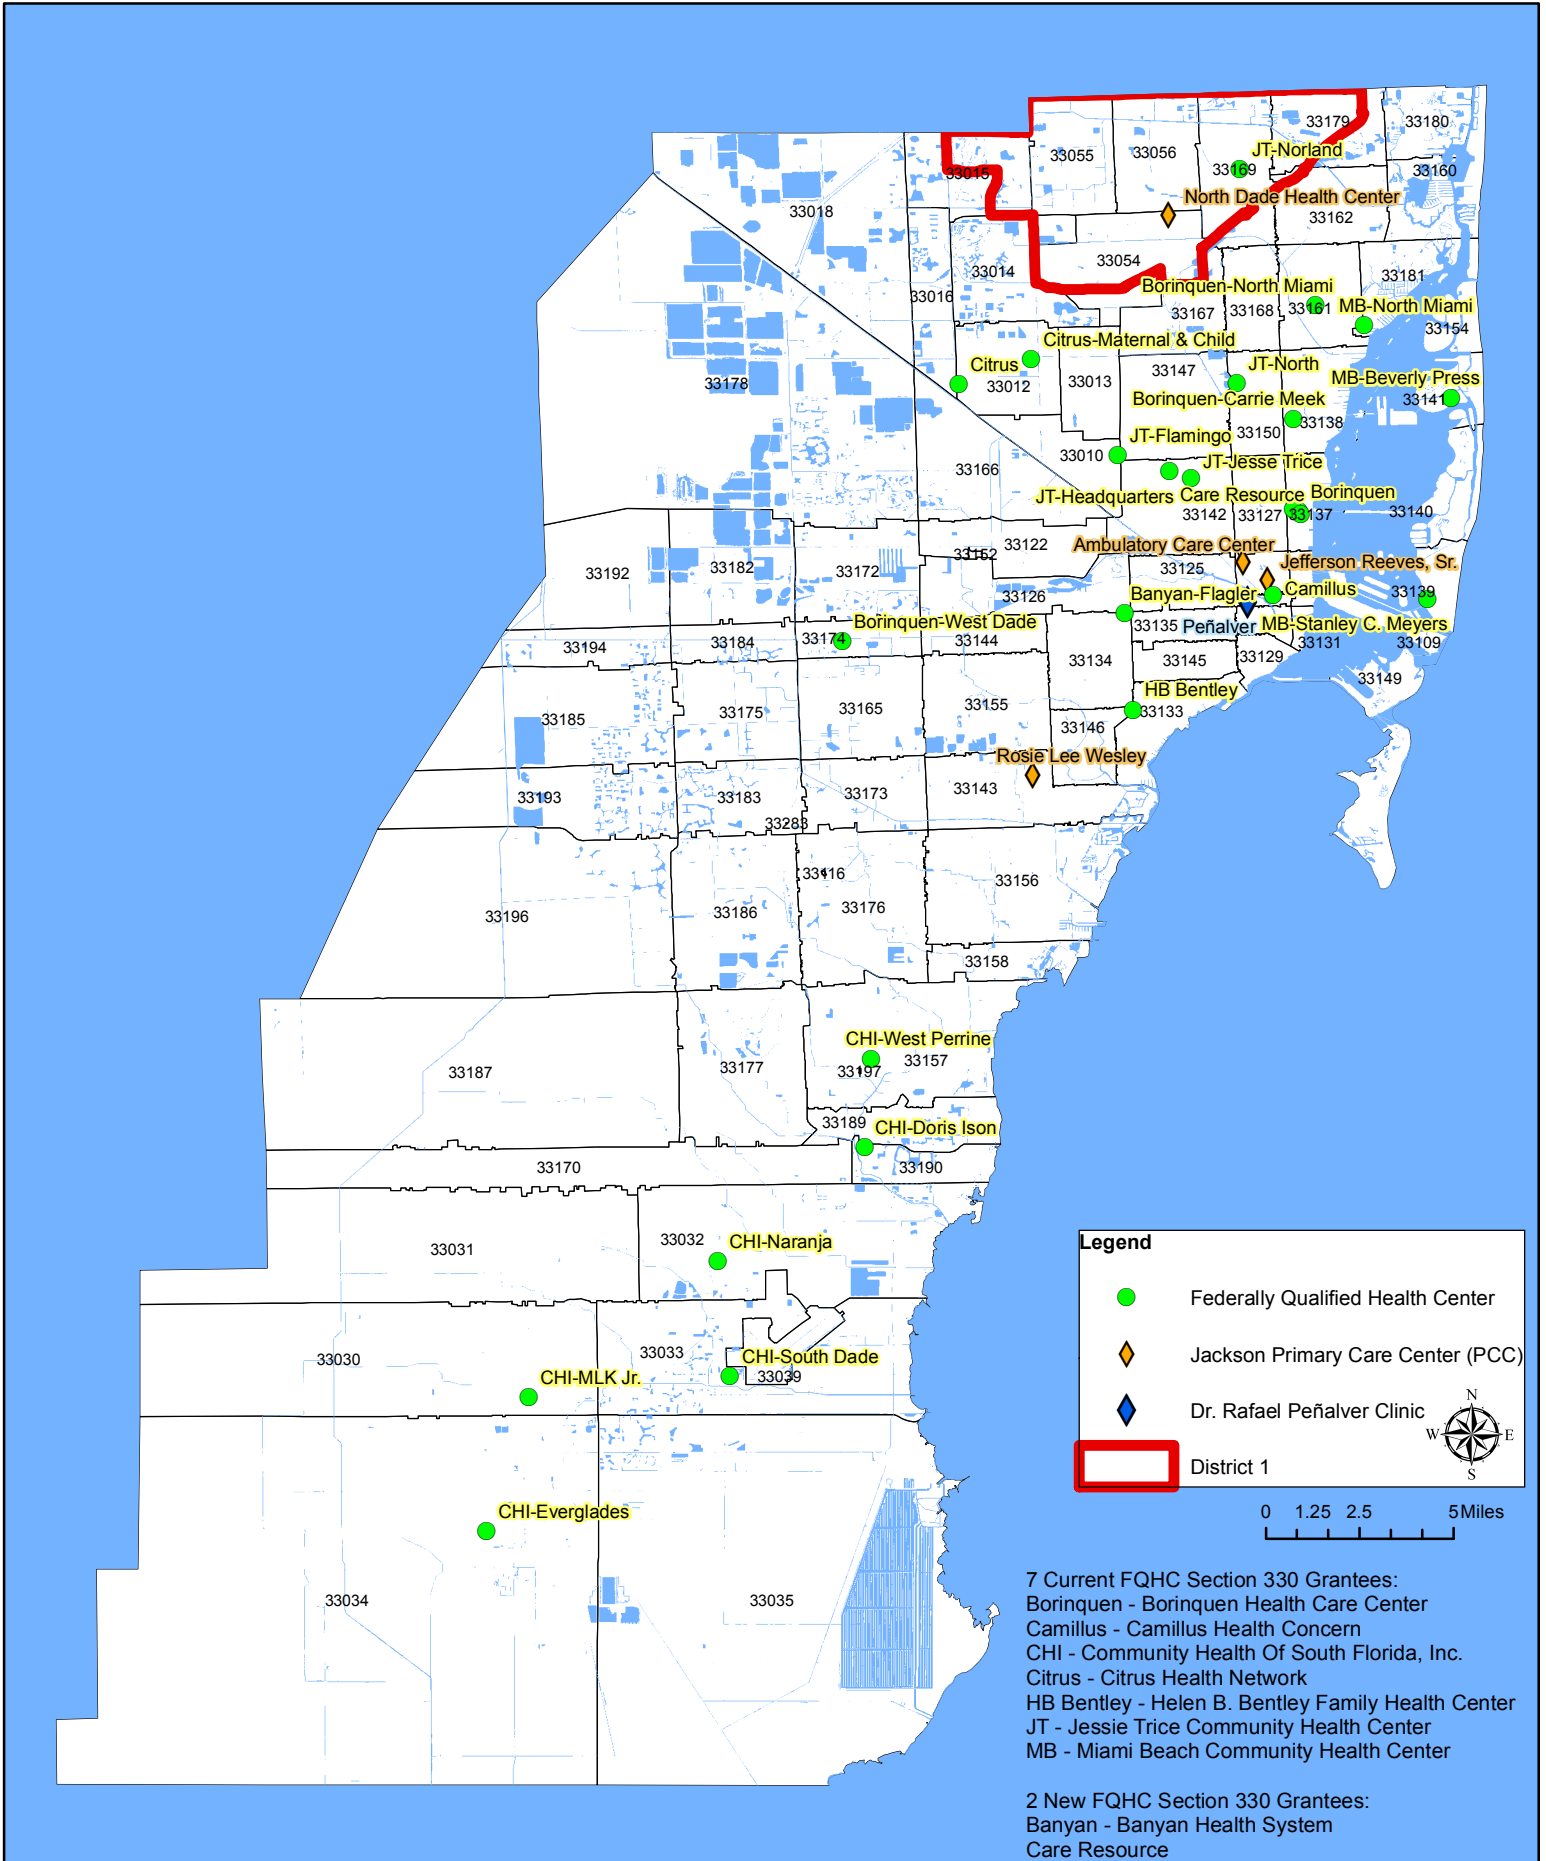 33179
33180
33055
33056
JT-Norland
33015
33169
33160
North Dade Health Center
33018
33162
33054
33014
33181
33016
Borinquen-North Miami
33167
33168
33161
MB-North Miami
33154
Citrus-Maternal & Child
Citrus
33012
33013
33147
JT-North
33178
MB-Beverly Press
33141
Borinquen-Carrie Meek
33150
33138
JT-Flamingo
33010
33166
JT-Jesse Trice
JT-Headquarters
Care Resource
Borinquen
33142
33127
33137
33140
33122
33152
Ambulatory Care Center
Jefferson Reeves, Sr.
33192
33182
33172
33125
33126
Banyan-Flagler
Camillus
33139
Borinquen-West Dade
33135
Peñalver
MB-Stanley C. Meyers
33194
33184
33174
33144
33131
33109
33134
33145
33129
33149
HB Bentley
33185
33175
33165
33155
33133
33146
Rosie Lee Wesley
33193
33183
33173
33143
33283
33116
33156
33196
33186
33176
33158
CHI-West Perrine
33187
33177
33197
33157
33189
CHI-Doris Ison
33170
33190
33031
33032
CHI-Naranja
33030
33033
CHI-South Dade
33039
CHI-MLK Jr.
CHI-Everglades
33034
33035
Legend
Federally Qualified Health Center
Jackson Primary Care Center (PCC)
Dr. Rafael Peñalver Clinic
District 1
N
W
E
S
0 1.25 2.5 5 Miles
7 Current FQHC Section 330 Grantees:
Borinquen - Borinquen Health Care Center
Camillus - Camillus Health Concern
CHI - Community Health Of South Florida, Inc.
Citrus - Citrus Health Network
HB Bentley - Helen B. Bentley Family Health Center
JT - Jessie Trice Community Health Center
MB - Miami Beach Community Health Center
2 New FQHC Section 330 Grantees:
Banyan - Banyan Health System
Care Resource